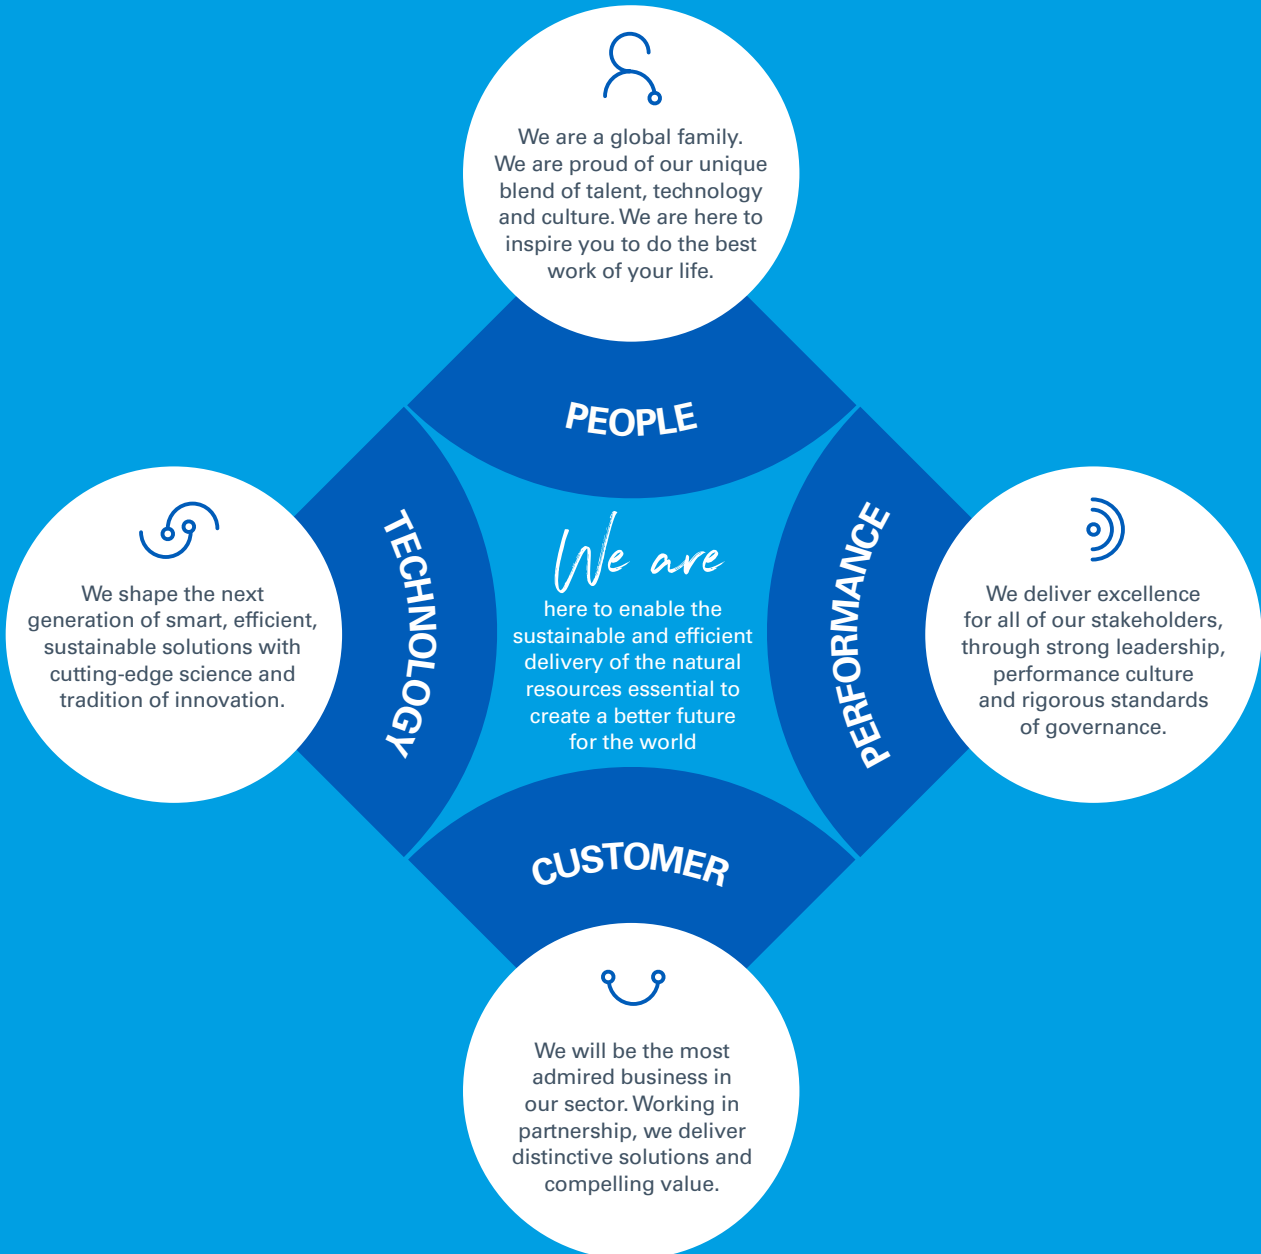 We are a global family.
We are proud of our unique
blend of talent, technology
and culture. We are here to
inspire you to do the best
work of your life.
PEOPLE
TECHNOLOGY
We shape the next
generation of smart, efficient,
sustainable solutions with
cutting-edge science and
tradition of innovation.
We are
here to enable the
sustainable and efficient
delivery of the natural
resources essential to
create a better future
for the world
PERFORMANCE
We deliver excellence
for all of our stakeholders,
through strong leadership,
performance culture
and rigorous standards
of governance.
CUSTOMER
We will be the most
admired business in
our sector. Working in
partnership, we deliver
distinctive solutions and
compelling value.